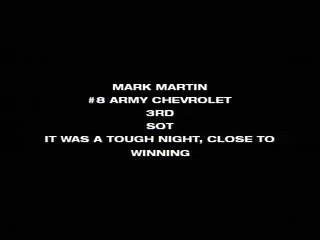 MARK MARTIN
#8 ARMY CHEVROLET
3RD
SOT
IT WAS A TOUGH NIGHT, CLOSE TO
WINNING